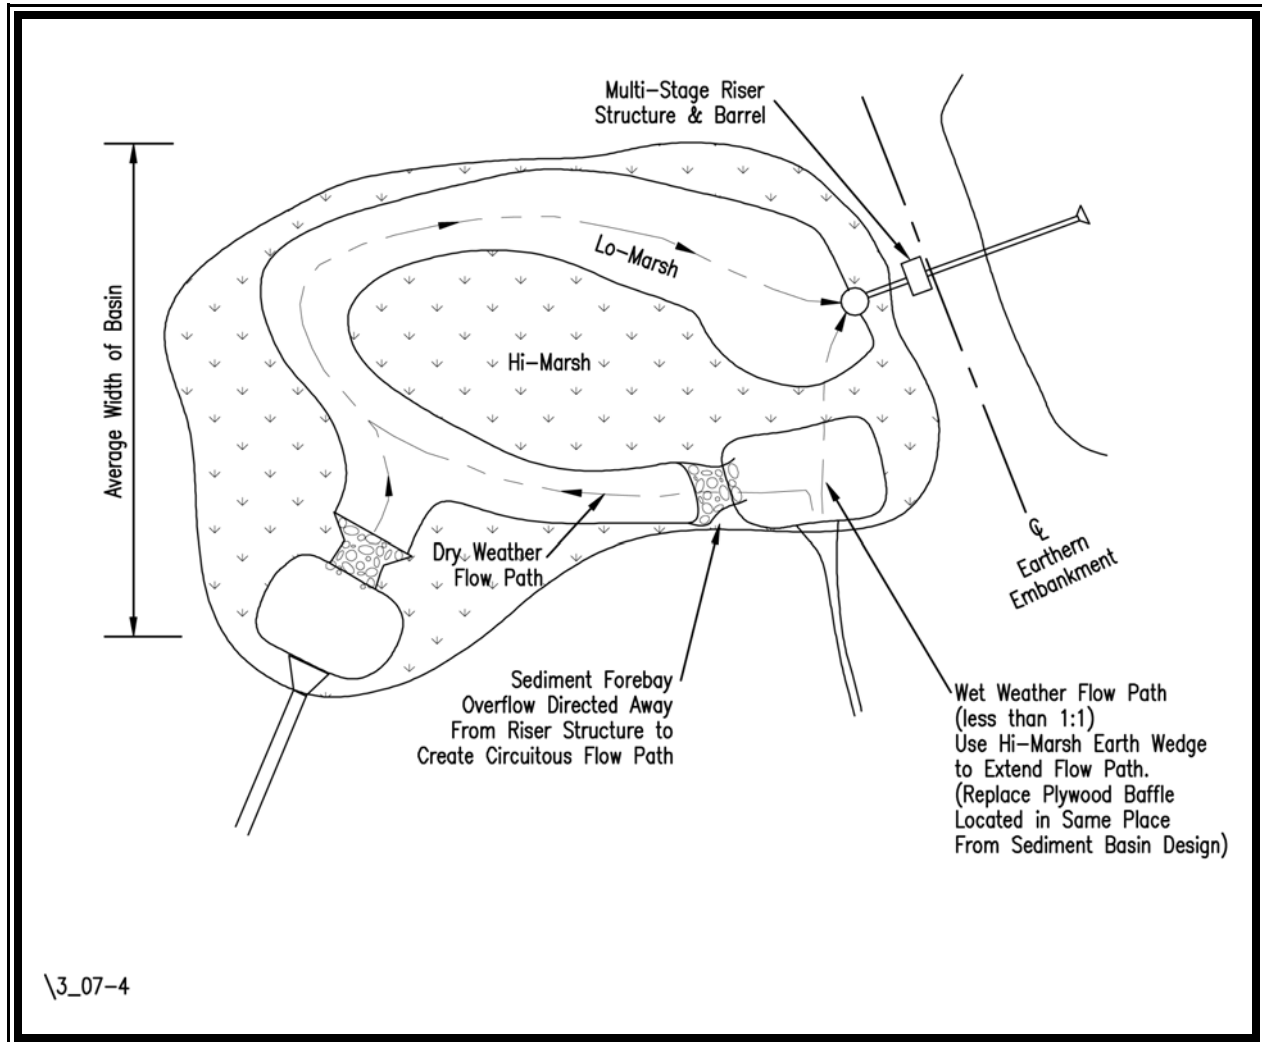 Multi-Stage Riser
Structure & Barrel
Lo-Marsh
Average Width of Basin
Hi-Marsh
Dry Weather
Flow Path
℄
Earthern
Embankment
Sediment Forebay
Overflow Directed Away
From Riser Structure to
Create Circuitous Flow Path
Wet Weather Flow Path
(less than 1:1)
Use Hi-Marsh Earth Wedge
to Extend Flow Path.
(Replace Plywood Baffle
Located in Same Place
From Sediment Basin Design)
\3_07-4